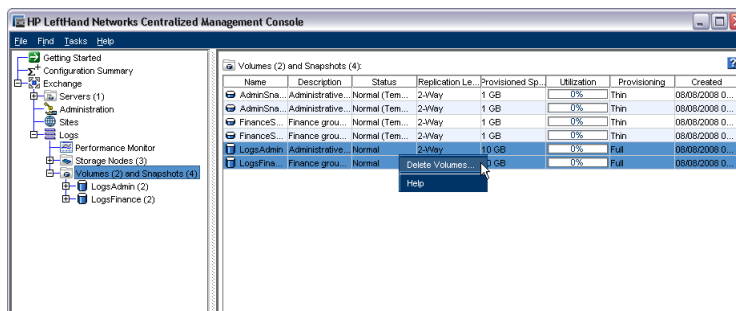 HP LeftHand Networks Centralized Management Console
File Find Tasks Help
Getting Started
Configuration Summary
Exchange
Servers (1)
Administration
Sites
Logs
Performance Monitor
Storage Nodes (3)
Volumes (2) and Snapshots (4)
LogsAdmin (2)
LogsFinance (2)
Volumes (2) and Snapshots (4):
?
Name Description Status Replication Le... Provisioned Sp... Utilization Provisioning Created
AdminSna... Administrative... Normal (Tem... 2-Way 1 GB 0% Thin 08/08/2008 0...
AdminSna... Administrative... Normal (Tem... 2-Way 1 GB 0% Thin 08/08/2008 0...
FinanceS... Finance grou... Normal (Tem... 2-Way 1 GB 0% Thin 08/08/2008 0...
FinanceS... Finance grou... Normal (Tem... 2-Way 1 GB 0% Thin 08/08/2008 0...
LogsAdmin Administrative... Normal 2-Way 10 GB 0% Full 08/08/2008 0...
LogsFina... Finance grou... Normal GB 0% Full 08/08/2008 0...
Delete Volumes...
Help